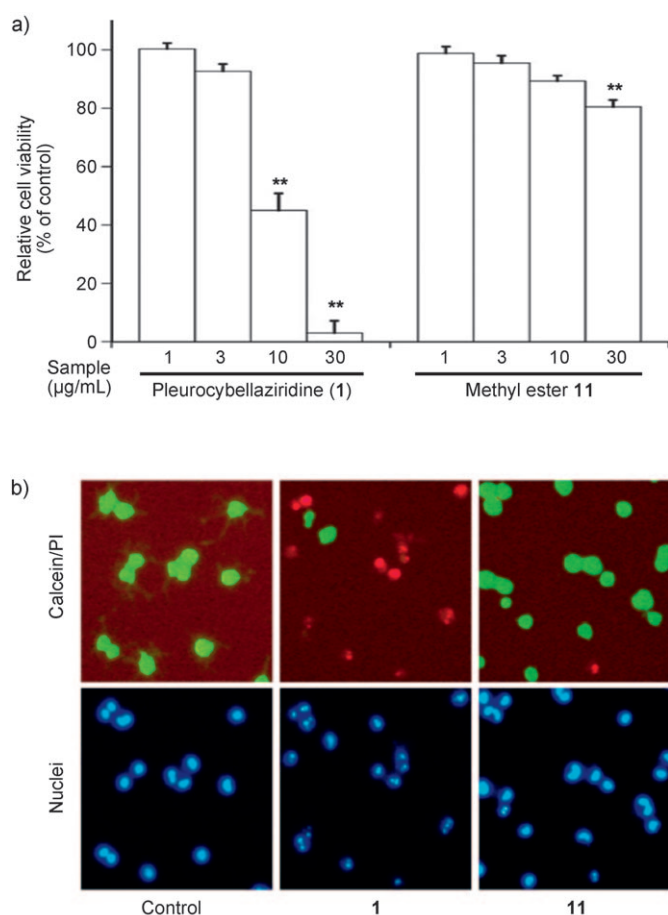 a)
Relative cell viability
(% of control)
100
80
60
40
20
0
**
**
**
Sample
(µg/mL)
1 3 10 30 1 3 10 30
Pleurocybellaziridine (1) Methyl ester 11
b)
Calcein/PI
Nuclei
Control 1 11